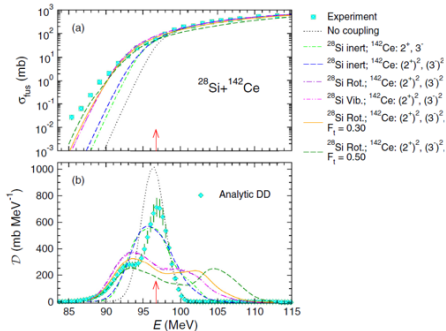 (a)
σfus (mb)
10³
10²
10¹
10⁰
10⁻¹
10⁻²
10⁻³
²⁸Si+¹⁴²Ce
Experiment
No coupling
²⁸Si inert; ¹⁴²Ce: 2⁺, 3⁻
²⁸Si inert; ¹⁴²Ce: (2⁺)², (3⁻)²
²⁸Si Rot.; ¹⁴²Ce: (2⁺)², (3⁻)²
²⁸Si Vib.; ¹⁴²Ce: (2⁺)², (3⁻)²
²⁸Si Rot.; ¹⁴²Ce: (2⁺)², (3⁻)²,
Fₜ = 0.30
²⁸Si Rot.; ¹⁴²Ce: (2⁺)², (3⁻)²,
Fₜ = 0.50
(b)
Analytic DD
D (mb MeV⁻¹)
1000
800
600
400
200
0
85 90 95 100 105 110 115
E (MeV)